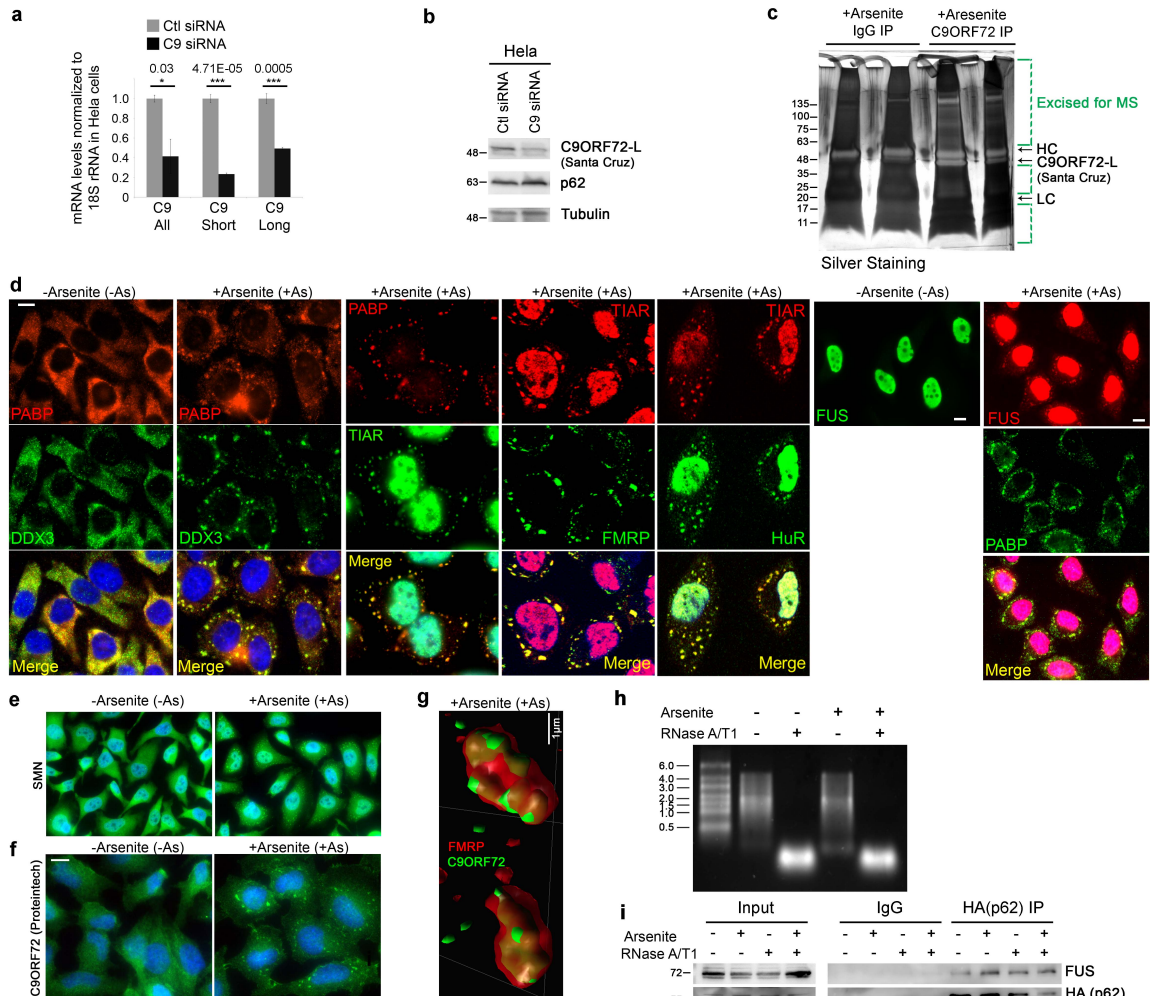 a
Ctl siRNA
C9 siRNA
mRNA levels normalized to
18S rRNA in Hela cells
0.03 4.71E-05 0.0005
* *** ***
1.0
0.8
0.6
0.4
0.2
0
C9 C9 C9
All Short Long
b
Hela
Ctl siRNA
C9 siRNA
48 C9ORF72-L
(Santa Cruz)
63 p62
48 Tubulin
c
+Arsenite +Aresenite
IgG IP C9ORF72 IP
135
100
75
63
48
35
25
20
17
11
Excised for MS
HC
C9ORF72-L
(Santa Cruz)
LC
Silver Staining
d
-Arsenite (-As) +Arsenite (+As) +Arsenite (+As) +Arsenite (+As) +Arsenite (+As) -Arsenite (-As) +Arsenite (+As)
PABP PABP PABP TIAR TIAR FUS FUS
DDX3 DDX3 TIAR FMRP HuR PABP
Merge Merge Merge Merge Merge Merge
e
-Arsenite (-As) +Arsenite (+As)
SMN
f
-Arsenite (-As) +Arsenite (+As)
C9ORF72 (Proteintech)
g
+Arsenite (+As)
1µm
FMRP
C9ORF72
h
Arsenite - - + +
RNase A/T1 - + - +
6.0
4.0
3.0
2.0
1.5
1.0
0.5
i
Input IgG HA(p62) IP
Arsenite - + - + - + - + - + - +
RNase A/T1 - - + + - - + + - - + +
72 FUS
HA (p62)